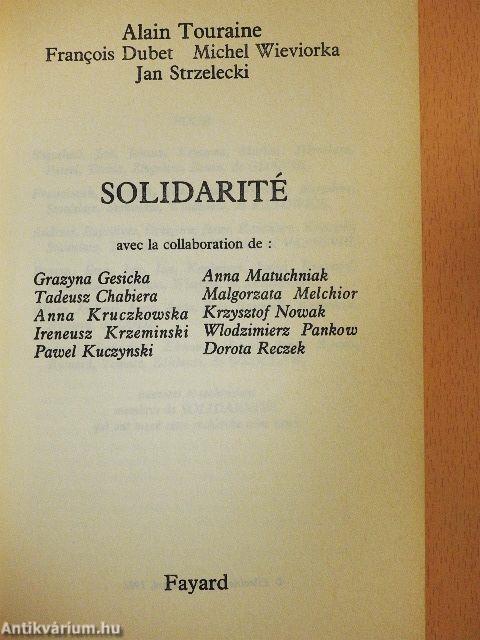 Alain Touraine
François Dubet Michel Wieviorka
Jan Strzelecki
SOLIDARITÉ
avec la collaboration de :
Grazyna Gesicka
Tadeusz Chabiera
Anna Kruczkowska
Ireneusz Krzeminski
Pawel Kuczynski
Anna Matuchniak
Malgorzata Melchior
Krzysztof Nowak
Wlodzimierz Pankow
Dorota Reczek
Fayard
Antikvárium.hu